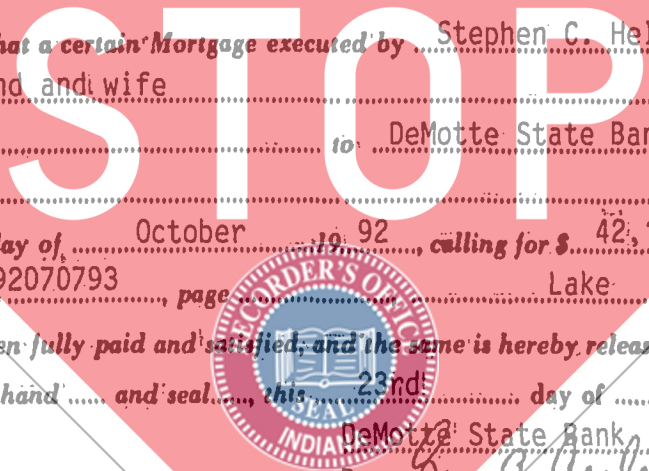 STOP
hat a certain Mortgage executed by Stephen C. Hel
nd and wife
to DeMotte State Ban
day of October 19 92, calling for $ 42,
92070793, page Lake
en fully paid and satisfied, and the same is hereby releas
hand and seal, this 23rd day of
DeMotte State Bank
RECORDER'S OFFICE
SEAL
INDIANA